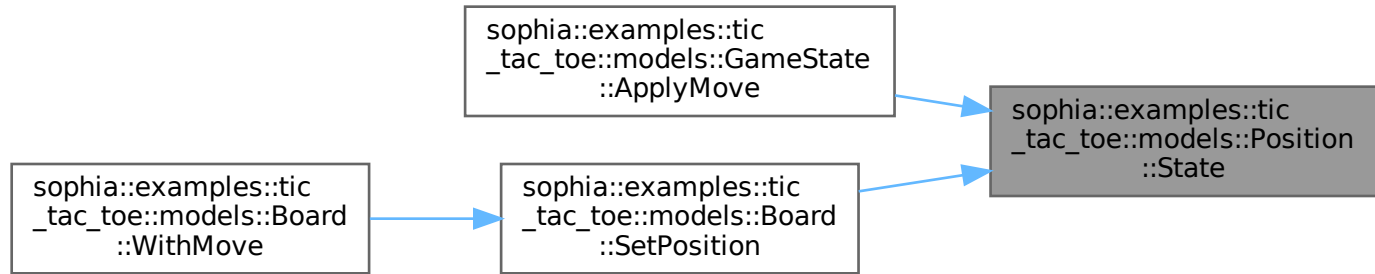 sophia::examples::tic
_tac_toe::models::GameState
::ApplyMove
sophia::examples::tic
_tac_toe::models::Position
::State
sophia::examples::tic
_tac_toe::models::Board
::WithMove
sophia::examples::tic
_tac_toe::models::Board
::SetPosition